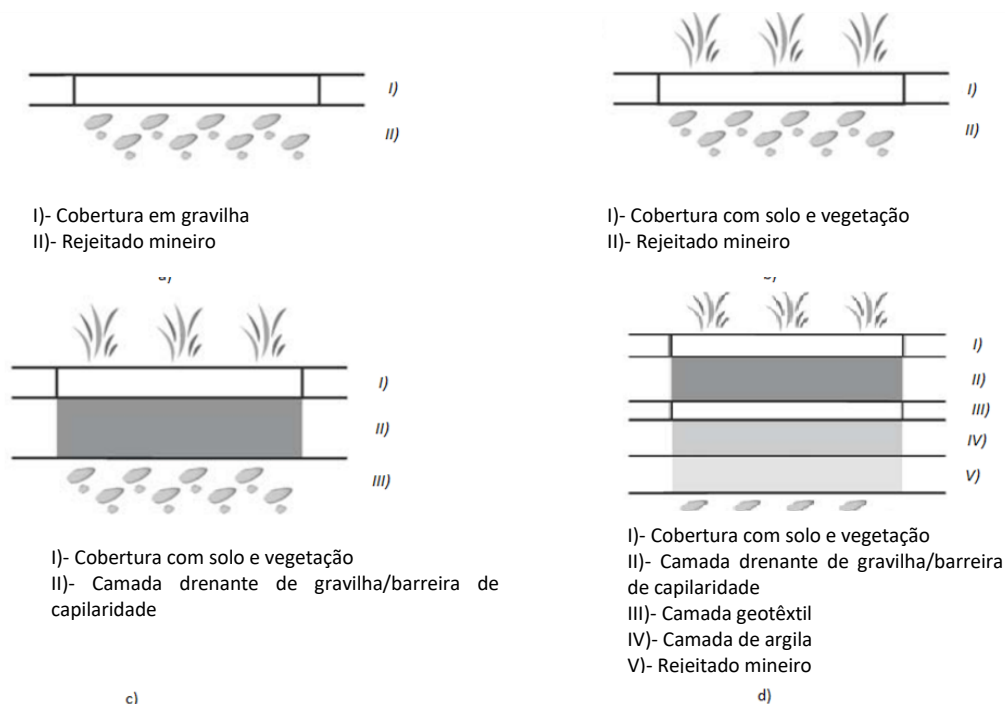 I)
II)
I)- Cobertura em gravilha
II)- Rejeitado mineiro
a)
I)
II)
I)- Cobertura com solo e vegetação
II)- Rejeitado mineiro
b)
I)
II)
III)
I)- Cobertura com solo e vegetação
II)- Camada drenante de gravilha/barreira de
capilaridade
c)
I)
II)
III)
IV)
V)
I)- Cobertura com solo e vegetação
II)- Camada drenante de gravilha/barreira
de capilaridade
III)- Camada geotêxtil
IV)- Camada de argila
V)- Rejeitado mineiro
d)